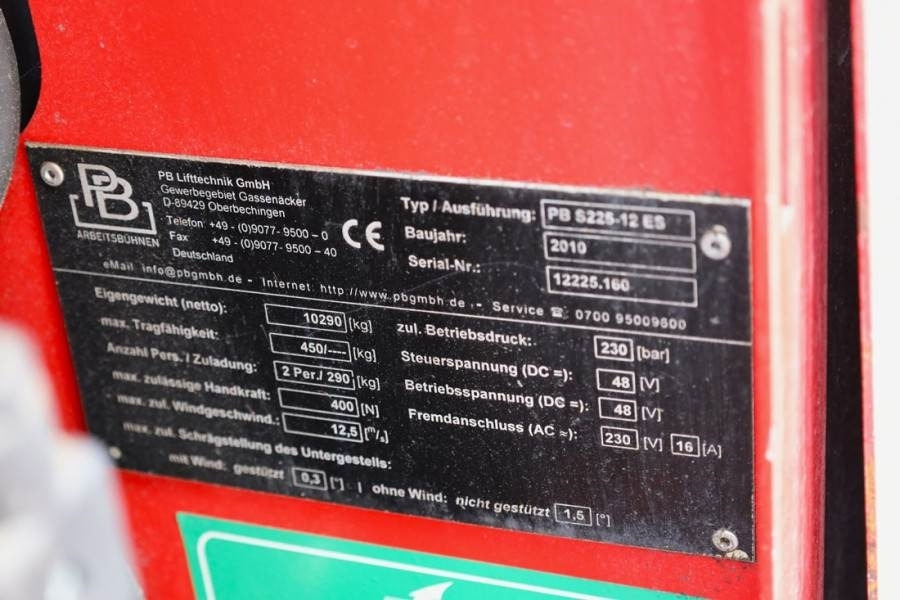 PB
ARBEITSBÜHNEN
PB Lifttechnik GmbH
Gewerbegebiet Gassenäcker
D-89429 Oberbechingen
Telefon: +49 - (0)9077- 9500 – 0
Fax +49 - (0)9077- 9500 – 40
Deutschland
CE
eMail info@pbgmbh.de - Internet: http://www.pbgmbh.de .- Service ☎: 0700 95009600
Typ / Ausführung: PB S225-12 ES
Baujahr: 2010
Serial-Nr.: 12225.160
Eigengewicht (netto): 10290 [kg]
max. Tragfähigkeit: 450/---- [kg]
Anzahl Pers. / Zuladung: 2 Per./ 290 [kg]
max. zulässige Handkraft: 400 [N]
max. zul. Windgeschwind.: 12,5 [m/s]
max. zul. Schrägstellung des Untergestells:
mit Wind: gestützt 0,3 [°] | ohne Wind: nicht gestützt 1,5 [°]
zul. Betriebsdruck: 230 [bar]
Steuerspannung (DC =): 48 [V]
Betriebsspannung (DC =): 48 [V]
Fremdanschluss (AC ≈): 230 [V] 16 [A]